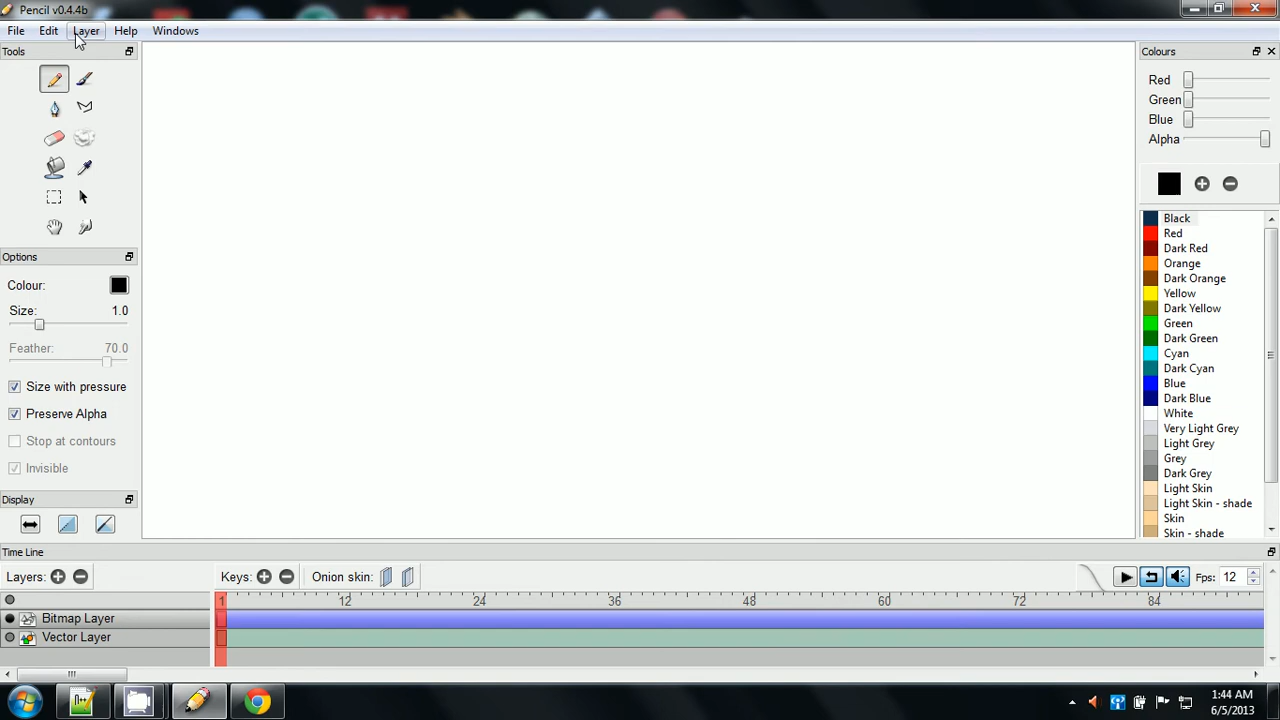 Pencil v0.4.4b
File Edit Layer Help Windows
Tools
Options
Colour:
Size: 1.0
Feather: 70.0
Size with pressure
Preserve Alpha
Stop at contours
Invisible
Display
Colours
Red
Green
Blue
Alpha
Black
Red
Dark Red
Orange
Dark Orange
Yellow
Dark Yellow
Green
Dark Green
Cyan
Dark Cyan
Blue
Dark Blue
White
Very Light Grey
Light Grey
Grey
Dark Grey
Light Skin
Light Skin - shade
Skin
Skin - shade
Time Line
Layers: Keys: Onion skin: Fps: 12
1 12 24 36 48 60 72 84
Bitmap Layer
Vector Layer
1:44 AM
6/5/2013